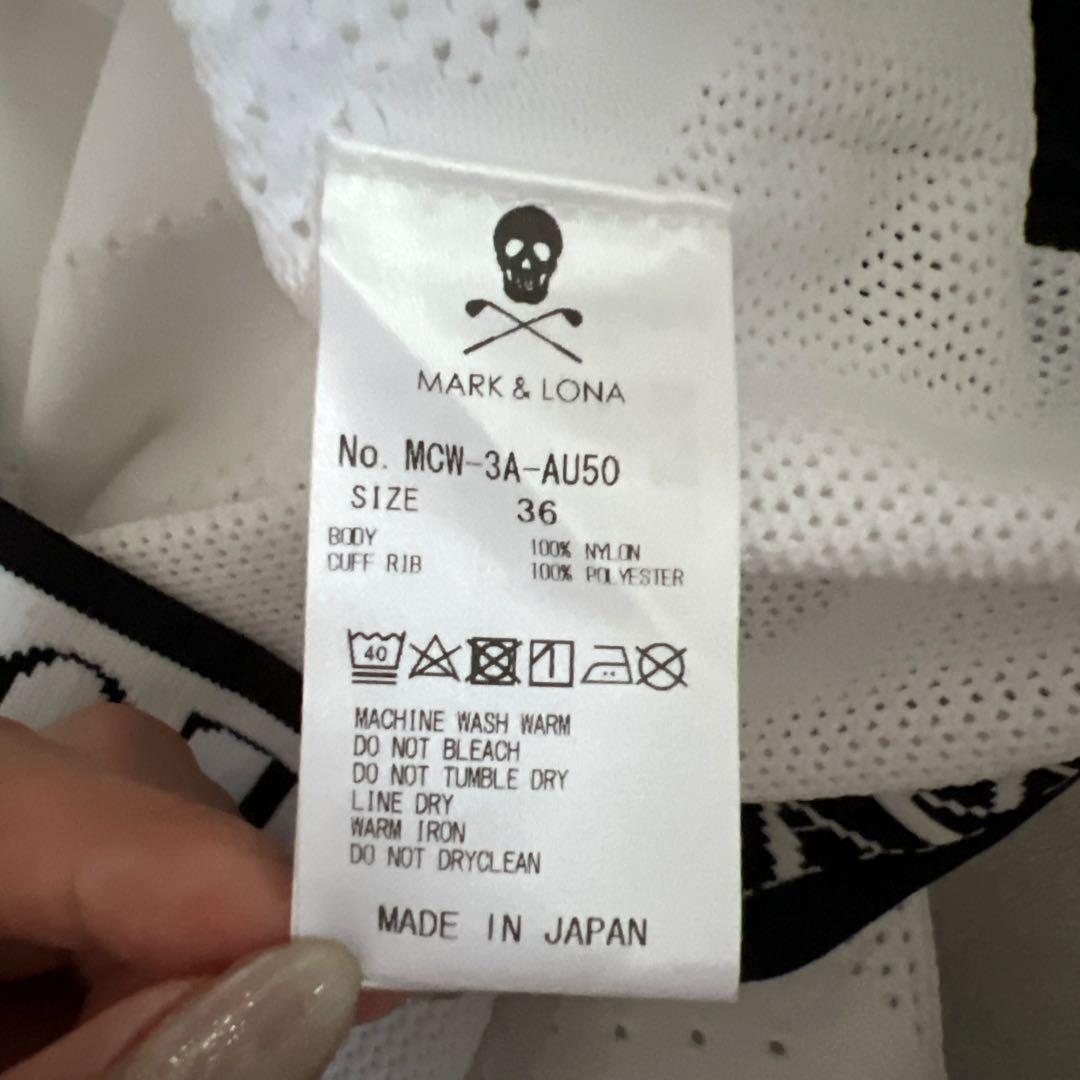 MARK & LONA
No. MCW-3A-AU50
SIZE 36
BODY 100% NYLON
CUFF RIB 100% POLYESTER
40
MACHINE WASH WARM
DO NOT BLEACH
DO NOT TUMBLE DRY
LINE DRY
WARM IRON
DO NOT DRYCLEAN
MADE IN JAPAN